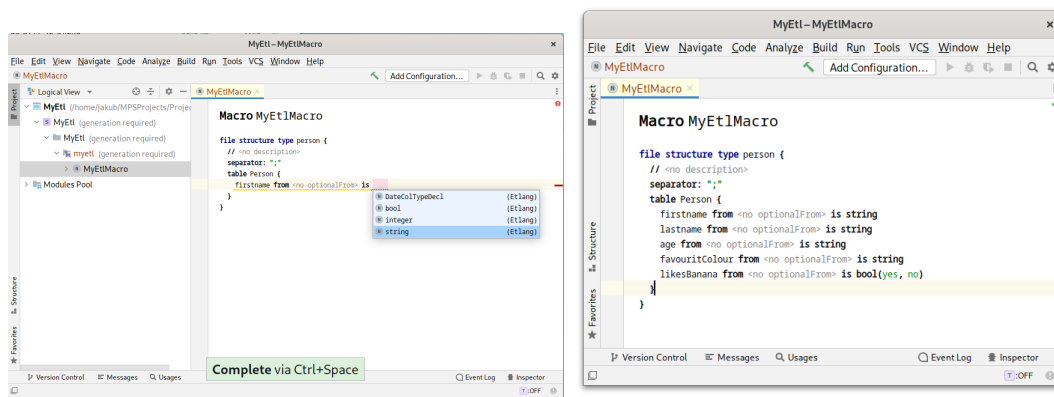 MyEtl – MyEtlMacro ×
File Edit View Navigate Code Analyze Build Run Tools VCS Window Help
MyEtlMacro
Add Configuration...
Project
Logical View
MyEtlMacro ×
MyEtl (/home/jakub/MPSProjects/Projec
MyEtl (generation required)
MyEtl (generation required)
myetl (generation required)
MyEtlMacro
Modules Pool
Macro MyEtlMacro
file structure type person {
// <no description>
separator: ";"
table Person {
firstname from <no optionalFrom> is
}
}
DateColTypeDecl (Etlang)
bool (Etlang)
integer (Etlang)
string (Etlang)
Structure
Favorites
Complete via Ctrl+Space
Version Control Messages Usages
Event Log Inspector
T:OFF
MyEtl – MyEtlMacro ×
File Edit View Navigate Code Analyze Build Run Tools VCS Window Help
MyEtlMacro
Add Configuration...
Project
MyEtlMacro ×
Macro MyEtlMacro
file structure type person {
// <no description>
separator: ";"
table Person {
firstname from <no optionalFrom> is string
lastname from <no optionalFrom> is string
age from <no optionalFrom> is string
favouritColour from <no optionalFrom> is string
likesBanana from <no optionalFrom> is bool(yes, no)
}
}
Structure
Favorites
Version Control Messages Usages
Event Log Inspector
T:OFF